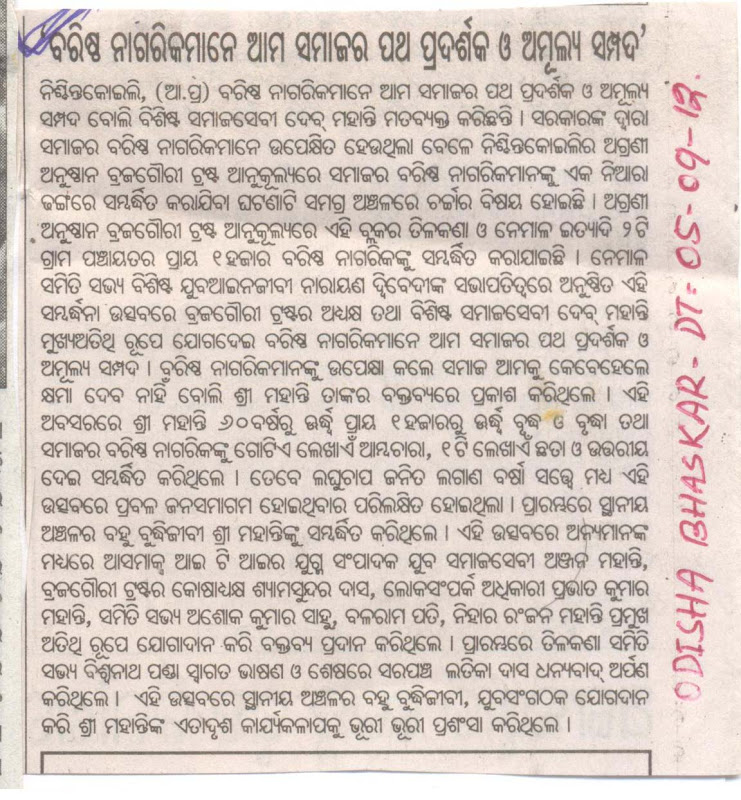 'ବରିଷ୍ଠ ନାଗରିକମାନେ ଆମ ସମାଜର ପଥ ପ୍ରଦର୍ଶକ ଓ ଅମୂଲ୍ୟ ସମ୍ପଦ'
ନିଶ୍ଚିନ୍ତକୋଇଲି, (ଆ.ପ୍ର) ବରିଷ୍ଠ ନାଗରିକମାନେ ଆମ ସମାଜର ପଥ ପ୍ରଦର୍ଶକ ଓ ଅମୂଲ୍ୟ
ସମ୍ପଦ ବୋଲି ବିଶିଷ୍ଟ ସମାଜସେବୀ ଦେବ୍ ମହାନ୍ତି ମତବ୍ୟକ୍ତ କରିଛନ୍ତି । ସରକାରଙ୍କ ଦ୍ୱାରା
ସମାଜର ବରିଷ୍ଠ ନାଗରିକମାନେ ଉପେକ୍ଷିତ ହେଉଥିଲା ବେଳେ ନିଶ୍ଚିନ୍ତକୋଇଲିର ଅଗ୍ରଣୀ
ଅନୁଷ୍ଠାନ ବ୍ରଜଗୌରୀ ଟ୍ରଷ୍ଟ ଆନୁକୂଲ୍ୟରେ ସମାଜର ବରିଷ୍ଠ ନାଗରିକମାନଙ୍କୁ ଏକ ନିଆରା
ଢଙ୍ଗରେ ସମ୍ବର୍ଦ୍ଧିତ କରାଯିବା ଘଟଣାଟି ସମଗ୍ର ଅଞ୍ଚଳରେ ଚର୍ଚ୍ଚାର ବିଷୟ ହୋଇଛି । ଅଗ୍ରଣୀ
ଅନୁଷ୍ଠାନ ବ୍ରଜଗୌରୀ ଟ୍ରଷ୍ଟ ଆନୁକୂଲ୍ୟରେ ଏହି ବ୍ଲକର ତିଳକଣା ଓ ନେମାଳ ଇତ୍ୟାଦି ୨ଟି
ଗ୍ରାମ ପଞ୍ଚାୟତର ପ୍ରାୟ ୧ହଜାର ବରିଷ୍ଠ ନାଗରିକଙ୍କୁ ସମ୍ବର୍ଦ୍ଧିତ କରାଯାଇଛି । ନେମାଳ
ସମିତି ସଭ୍ୟ ବିଶିଷ୍ଟ ଯୁବଆଇନଜୀବୀ ନାରାୟଣ ଦ୍ୱିବେଦୀଙ୍କ ସଭାପତିତ୍ୱରେ ଅନୁଷ୍ଠିତ ଏହି
ସମ୍ବର୍ଦ୍ଧନା ଉତ୍ସବରେ ବ୍ରଜଗୌରୀ ଟ୍ରଷ୍ଟର ଅଧ୍ୟକ୍ଷ ତଥା ବିଶିଷ୍ଟ ସମାଜସେବୀ ଦେବ୍ ମହାନ୍ତି
ମୁଖ୍ୟଅତିଥି ରୂପେ ଯୋଗଦେଇ ବରିଷ୍ଠ ନାଗରିକମାନେ ଆମ ସମାଜର ପଥ ପ୍ରଦର୍ଶକ ଓ
ଅମୂଲ୍ୟ ସମ୍ପଦ । ବରିଷ୍ଠ ନାଗରିକମାନଙ୍କୁ ଉପେକ୍ଷା କଲେ ସମାଜ ଆମକୁ କେବେହେଲେ
କ୍ଷମା ଦେବ ନାହିଁ ବୋଲି ଶ୍ରୀ ମହାନ୍ତି ତାଙ୍କର ବକ୍ତବ୍ୟରେ ପ୍ରକାଶ କରିଥିଲେ । ଏହି
ଅବସରରେ ଶ୍ରୀ ମହାନ୍ତି ୬୦ବର୍ଷରୁ ଊର୍ଦ୍ଧ୍ୱ ପ୍ରାୟ ୧ହଜାରରୁ ଊର୍ଦ୍ଧ୍ୱ ବୃଦ୍ଧ ଓ ବୃଦ୍ଧା ତଥା
ସମାଜର ବରିଷ୍ଠ ନାଗରିକଙ୍କୁ ଗୋଟିଏ ଲେଖାଏଁ ଆମ୍ବଚାରା, ୧ଟି ଲେଖାଏଁ ଛତା ଓ ଉତ୍ତରୀୟ
ଦେଇ ସମ୍ବର୍ଦ୍ଧିତ କରିଥିଲେ । ତେବେ ଲଘୁଚାପ ଜନିତ ଲଗାଣ ବର୍ଷା ସତ୍ତ୍ୱେ ମଧ୍ୟ ଏହି
ଉତ୍ସବରେ ପ୍ରବଳ ଜନସମାଗମ ହୋଇଥିବାର ପରିଲକ୍ଷିତ ହୋଇଥିଲା । ପ୍ରାରମ୍ଭରେ ସ୍ଥାନୀୟ
ଅଞ୍ଚଳର ବହୁ ବୁଦ୍ଧିଜୀବୀ ଶ୍ରୀ ମହାନ୍ତିଙ୍କୁ ସମ୍ବର୍ଦ୍ଧିତ କରିଥିଲେ । ଏହି ଉତ୍ସବରେ ଅନ୍ୟମାନଙ୍କ
ମଧ୍ୟରେ ଆସମାକ୍ସ ଆଇ ଟି ଆଇର ଯୁଗ୍ମ ସଂପାଦକ ଯୁବ ସମାଜସେବୀ ଅଞ୍ଜନ ମହାନ୍ତି,
ବ୍ରଜଗୌରୀ ଟ୍ରଷ୍ଟର କୋଷାଧ୍ୟକ୍ଷ ଶ୍ୟାମସୁନ୍ଦର ଦାସ, ଲୋକସଂପର୍କ ଅଧିକାରୀ ପ୍ରଭାତ କୁମାର
ମହାନ୍ତି, ସମିତି ସଭ୍ୟ ଅଶୋକ କୁମାର ସାହୁ, ବଳରାମ ପତି, ନିହାର ରଂଜନ ମହାନ୍ତି ପ୍ରମୁଖ
ଅତିଥି ରୂପେ ଯୋଗାଦାନ କରି ବକ୍ତବ୍ୟ ପ୍ରଦାନ କରିଥିଲେ । ପ୍ରାରମ୍ଭରେ ତିଳକଣା ସମିତି
ସଭ୍ୟ ବିଶ୍ୱନାଥ ପଣ୍ଡା ସ୍ୱାଗତ ଭାଷଣ ଓ ଶେଷରେ ସରପଞ୍ଚ ଲତିକା ଦାସ ଧନ୍ୟବାଦ୍ ଅର୍ପଣ
କରିଥିଲେ । ଏହି ଉତ୍ସବରେ ସ୍ଥାନୀୟ ଅଞ୍ଚଳର ବହୁ ବୁଦ୍ଧିଜୀବୀ, ଯୁବସଂଗଠକ ଯୋଗଦାନ
କରି ଶ୍ରୀ ମହାନ୍ତିଙ୍କ ଏତାଦୃଶ କାର୍ଯ୍ୟକଳାପକୁ ଭୂରୀ ଭୂରୀ ପ୍ରଶଂସା କରିଥିଲେ ।
ODISHA BHASKAR - DT = 05-09-12.